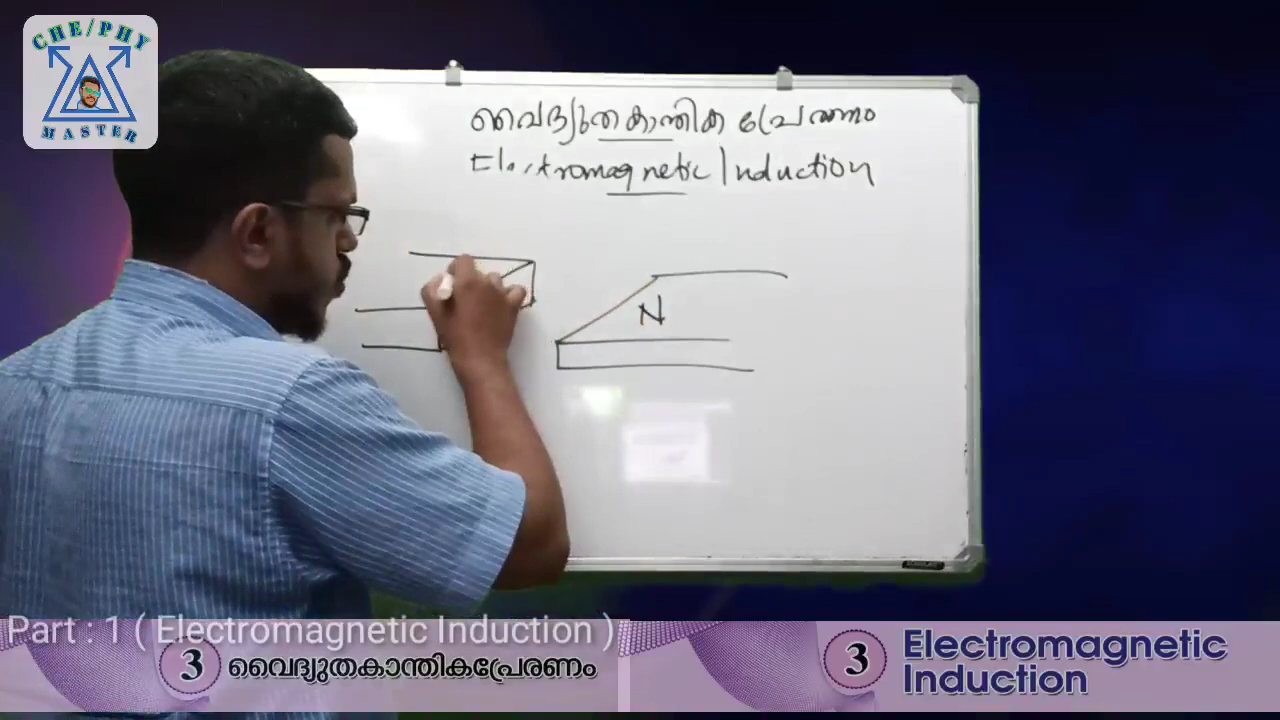 CHE/PHY
MASTER
വൈദ്യുതകാന്തിക പ്രേരണം
Electromagnetic Induction
N
Part : 1 ( Electromagnetic Induction )
3 വൈദ്യുതകാന്തികപ്രേരണം
3 Electromagnetic
Induction